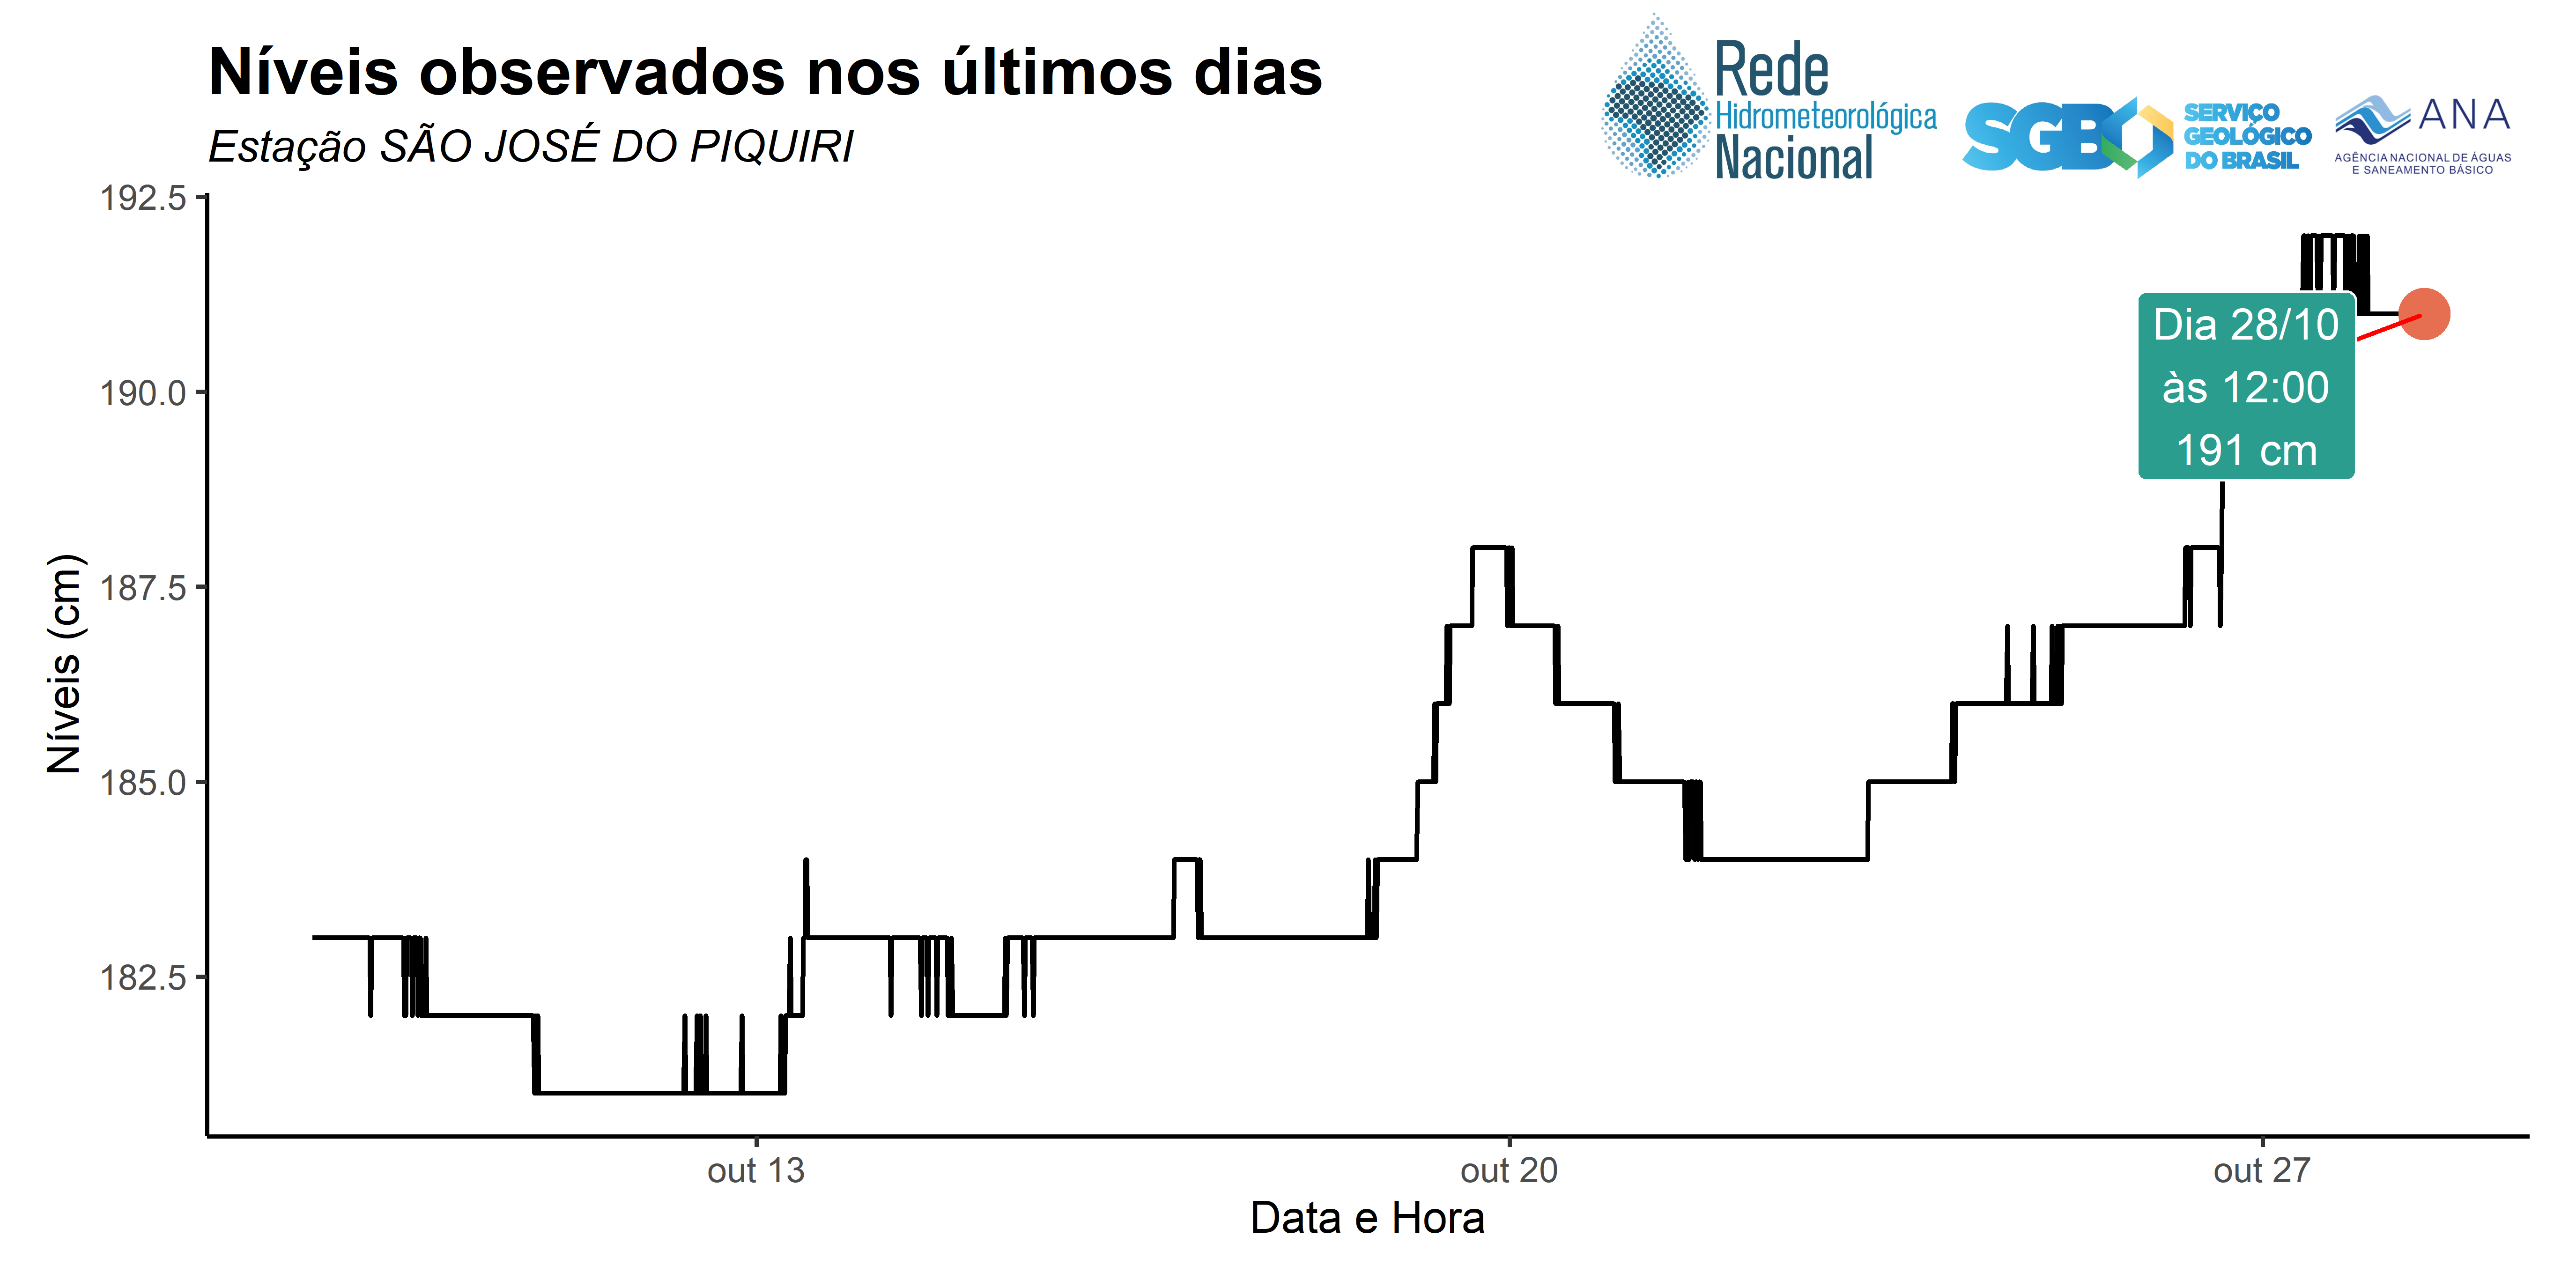 Níveis observados nos últimos dias
Estação SÃO JOSÉ DO PIQUIRI
Rede
Hidrometeorológica
Nacional
SGB
SERVIÇO
GEOLÓGICO
DO BRASIL
ANA
AGÊNCIA NACIONAL DE ÁGUAS
E SANEAMENTO BÁSICO
192.5
190.0
187.5
185.0
182.5
Níveis (cm)
Dia 28/10
às 12:00
191 cm
out 13
out 20
out 27
Data e Hora